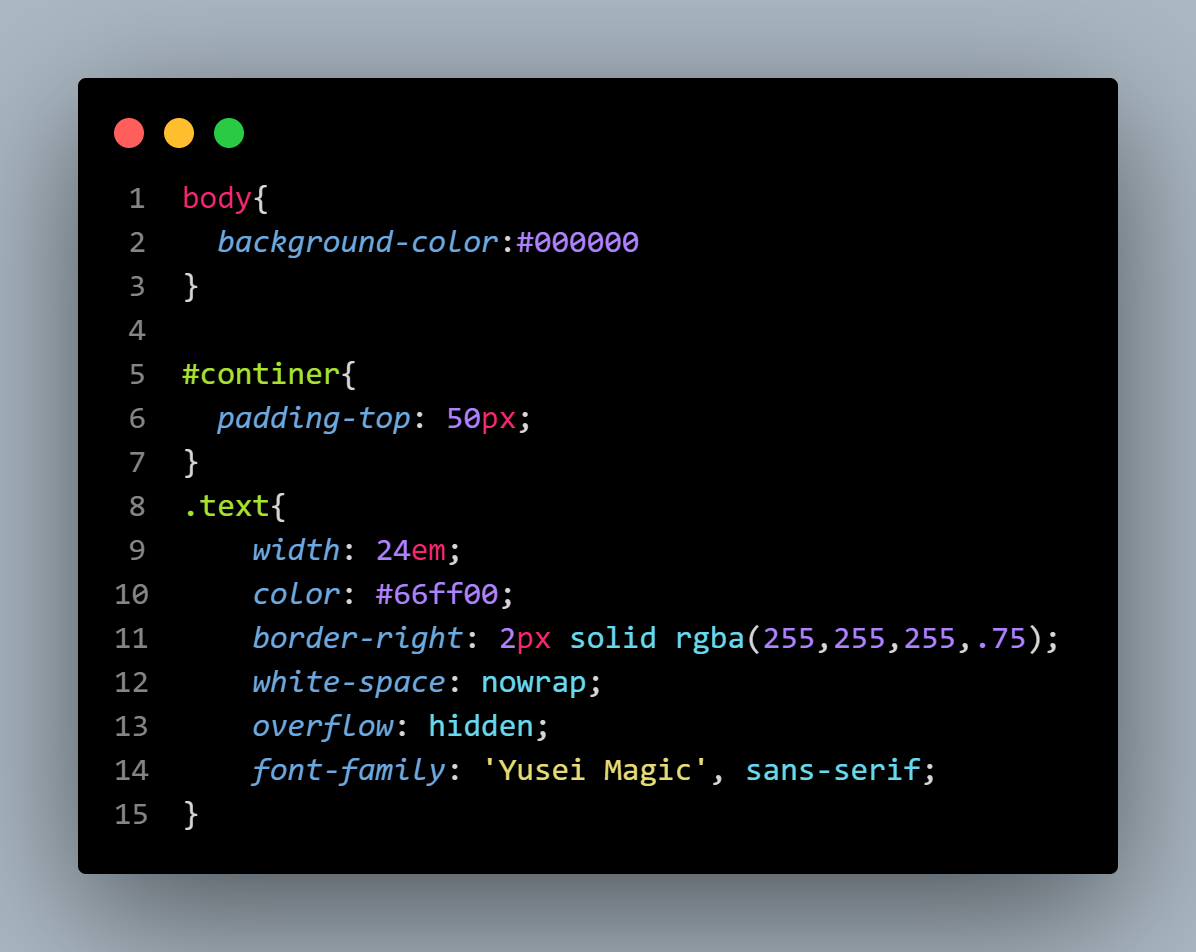 1 body{
2   background-color:#000000
3 }
4
5 #continer{
6   padding-top: 50px;
7 }
8 .text{
9     width: 24em;
10     color: #66ff00;
11     border-right: 2px solid rgba(255,255,255,.75);
12     white-space: nowrap;
13     overflow: hidden;
14     font-family: 'Yusei Magic', sans-serif;
15 }